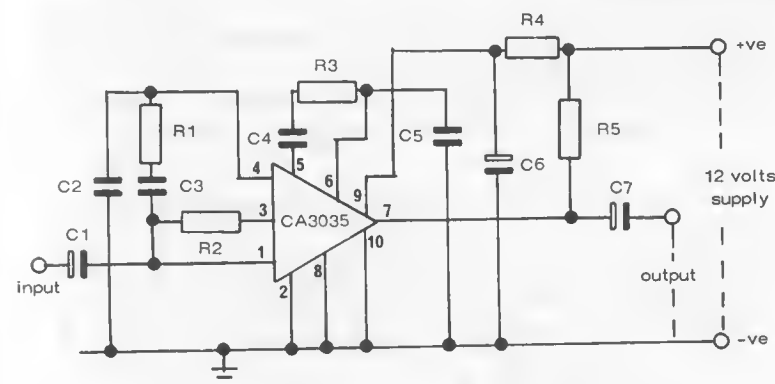 R4
+ve
R3
R1
C4
C5
R5
C2
5
C6
4
6
12 volts
supply
C3
9
C7
3
CA3035
7
C1
R2
1
10
input
2
8
output
-ve